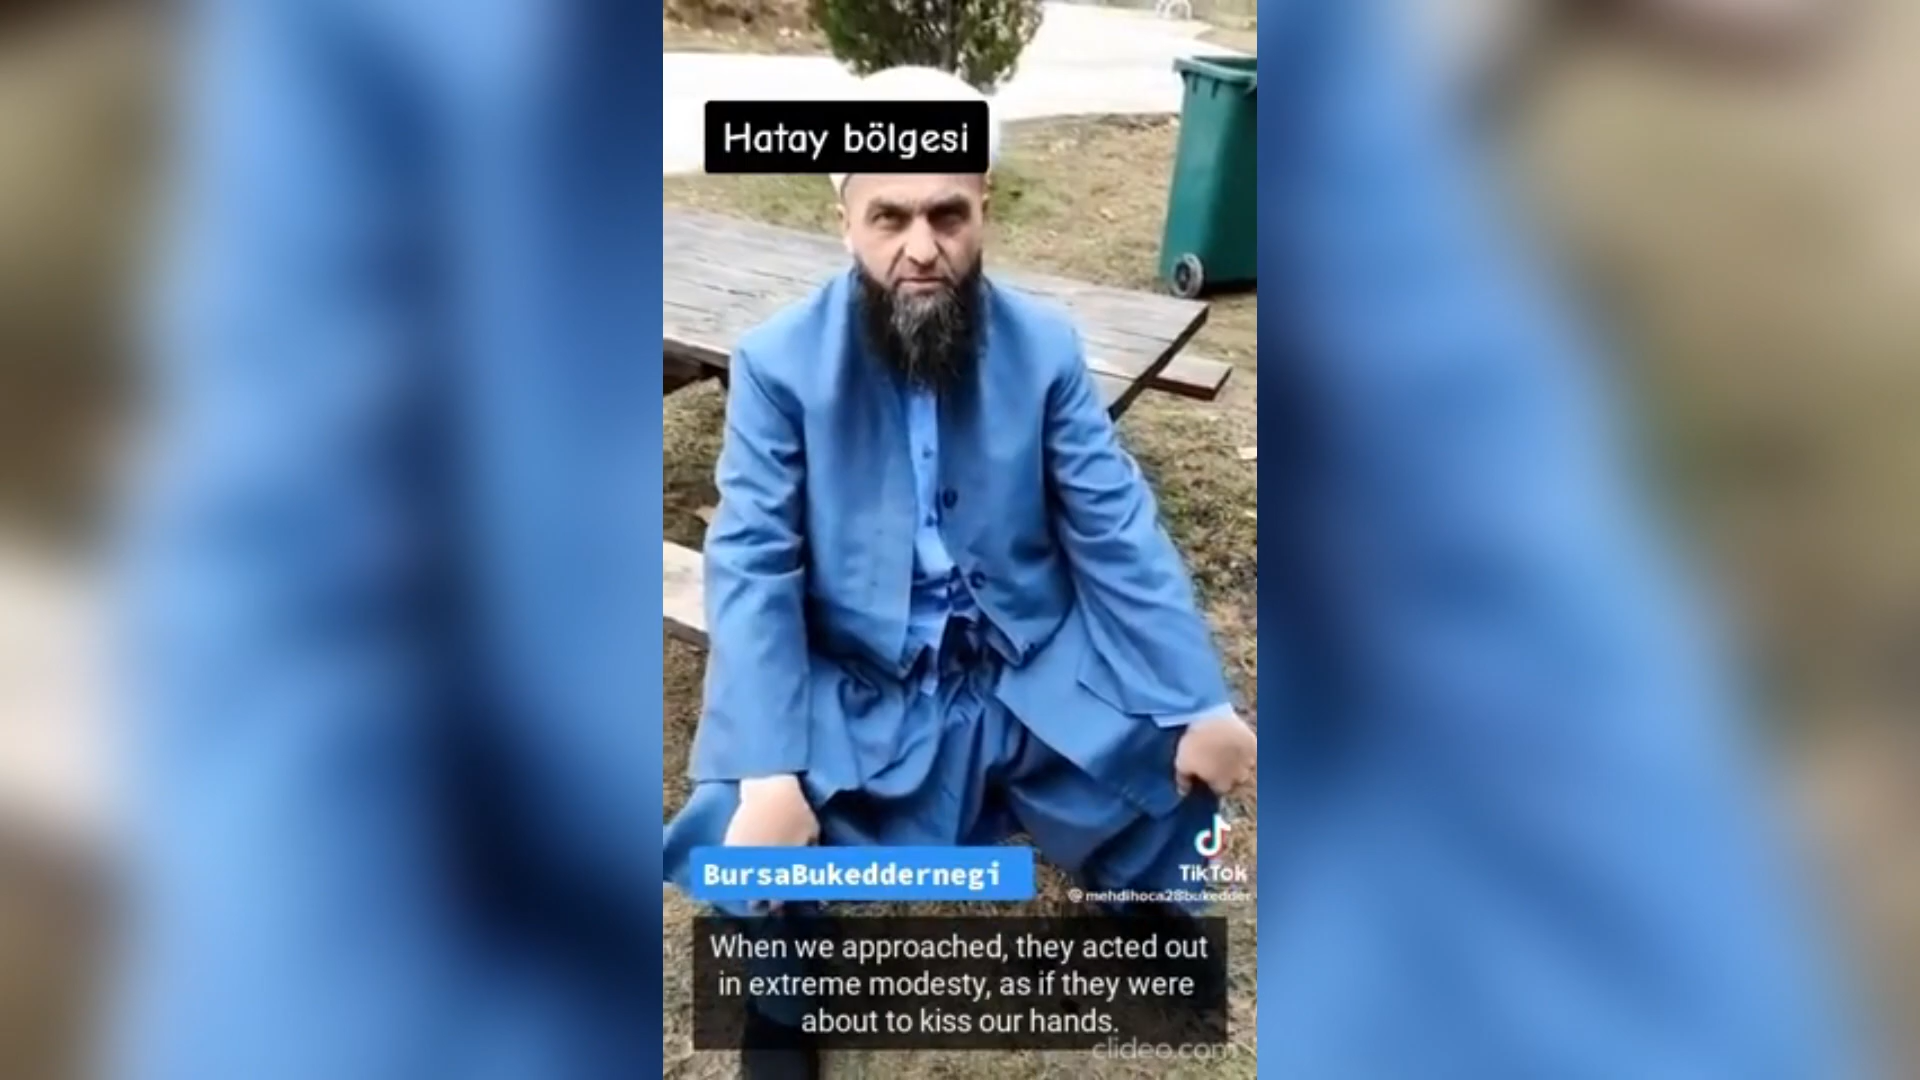 Hatay bölgesi
BursaBukeddernegi
TikTok
@mehdihoca28bukedder
When we approached, they acted out
in extreme modesty, as if they were
about to kiss our hands.
clideo.com